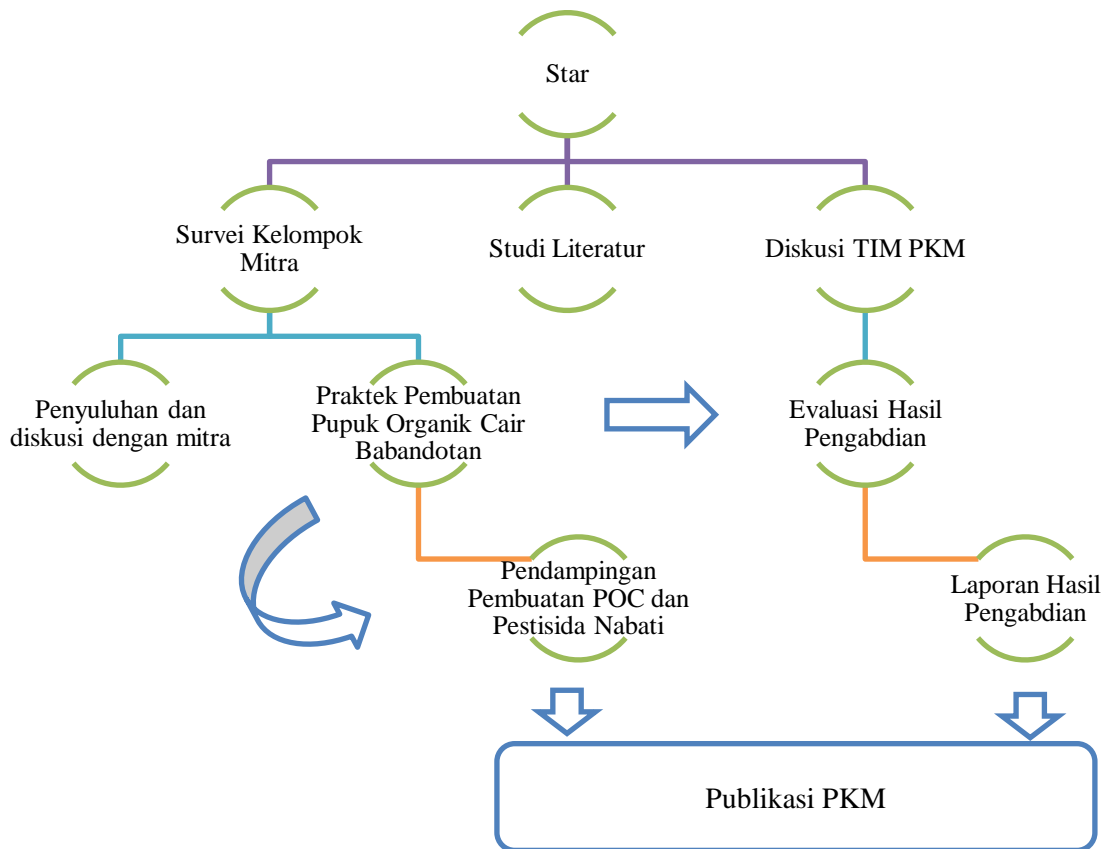 Star
Survei Kelompok
Mitra
Studi Literatur
Diskusi TIM PKM
Penyuluhan dan
diskusi dengan mitra
Praktek Pembuatan
Pupuk Organik Cair
Babandotan
Evaluasi Hasil
Pengabdian
Pendampingan
Pembuatan POC dan
Pestisida Nabati
Laporan Hasil
Pengabdian
Publikasi PKM